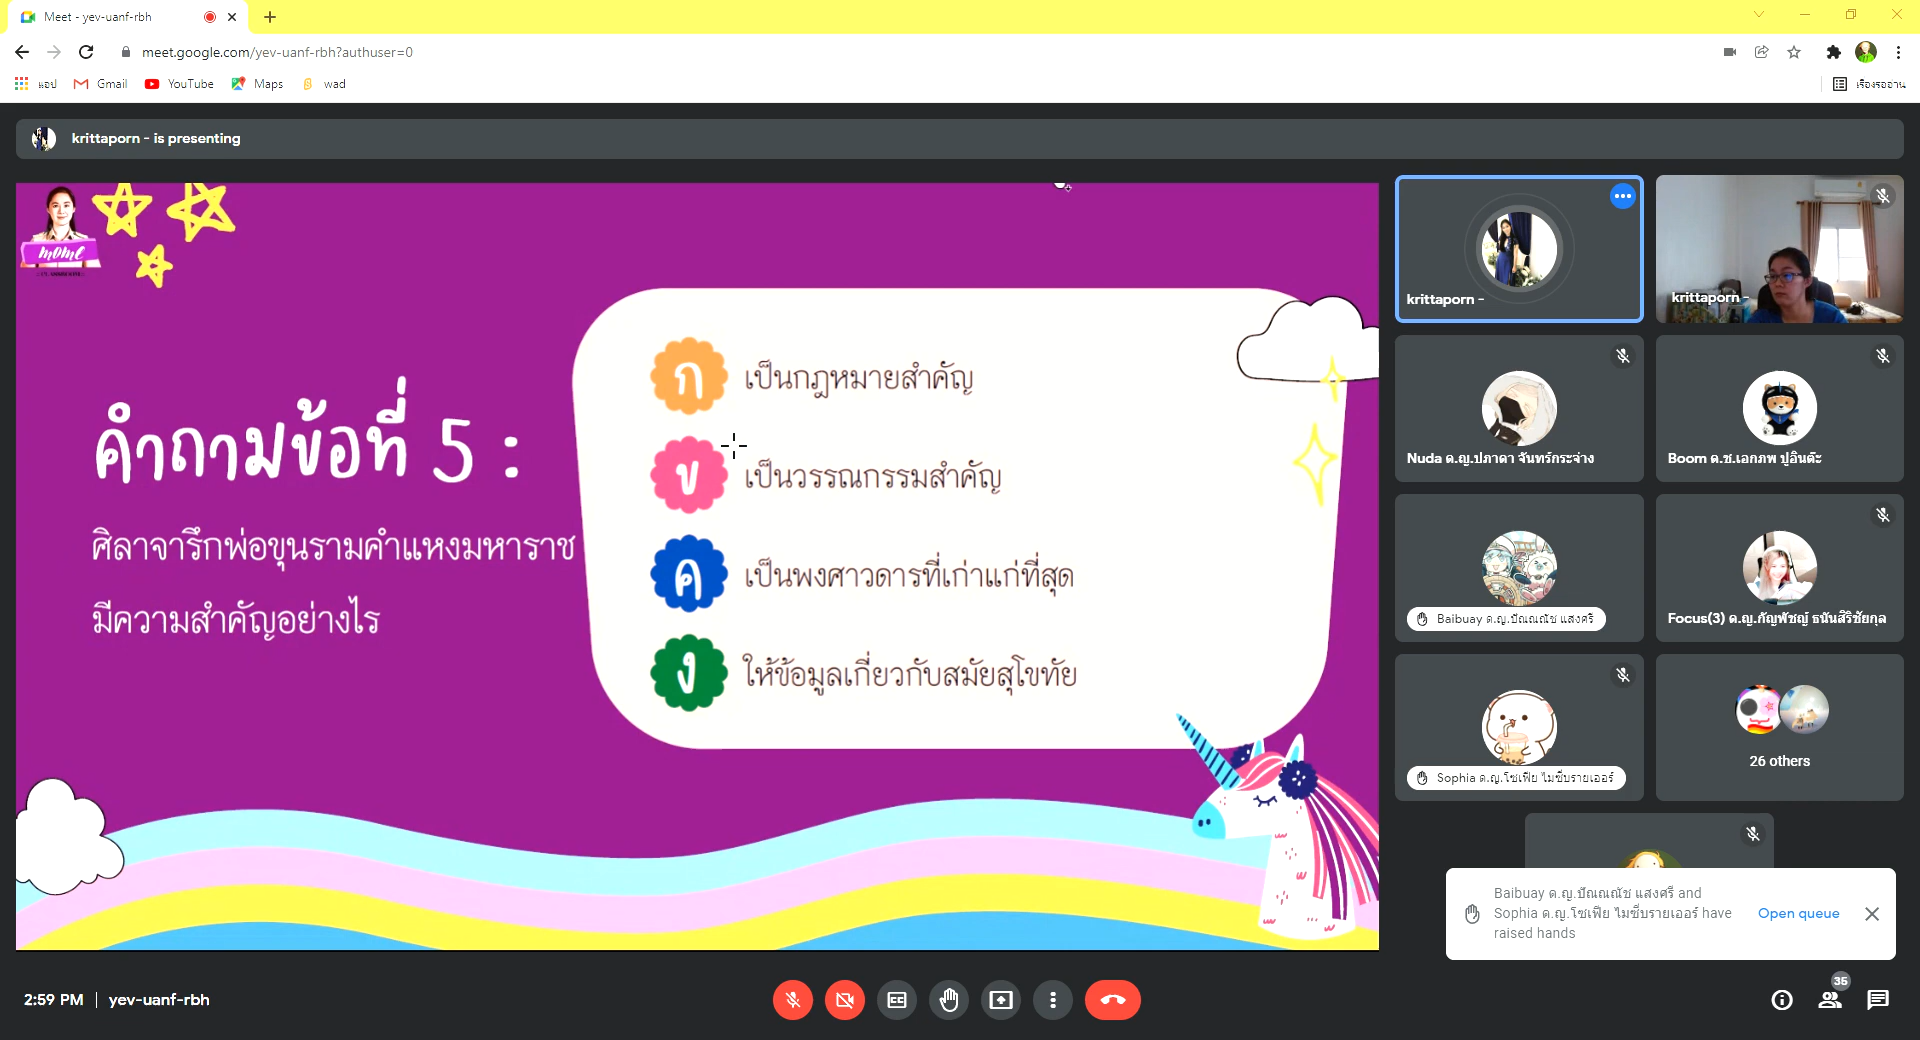 Meet - yev-uanf-rbh
meet.google.com/yev-uanf-rbh?authuser=0
แอป
Gmail
YouTube
Maps
wad
เรื่องรออ่าน
krittaporn - is presenting
คำถามข้อที่ 5 :
ศิลาจารึกพ่อขุนรามคำแหงมหาราช
มีความสำคัญอย่างไร
ก เป็นกฎหมายสำคัญ
ข เป็นวรรณกรรมสำคัญ
ค เป็นพงศาวดารที่เก่าแก่ที่สุด
ง ให้ข้อมูลเกี่ยวกับสมัยสุโขทัย
krittaporn -
krittaporn -
Nuda ด.ญ.ปภาดา จันทร์กระจ่าง
Boom ด.ช.เอกภพ ปูอินต๊ะ
Baibuay ด.ญ.ปัณณณัช แสงศรี
Focus(3) ด.ญ.กัญพัชญ์ ธนันสิริชัยกุล
Sophia ด.ญ.โซเฟีย ไมซี่บรายเออร์
26 others
Baibuay ด.ญ.ปัณณณัช แสงศรี and
Sophia ด.ญ.โซเฟีย ไมซี่บรายเออร์ have
raised hands
Open queue
2:59 PM | yev-uanf-rbh
35